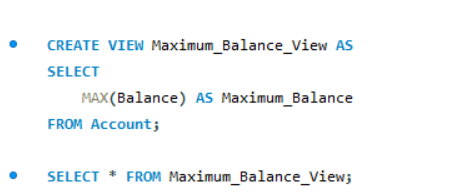 CREATE VIEW Maximum_Balance_View AS
SELECT
MAX(Balance) AS Maximum_Balance
FROM Account;
SELECT * FROM Maximum_Balance_View;